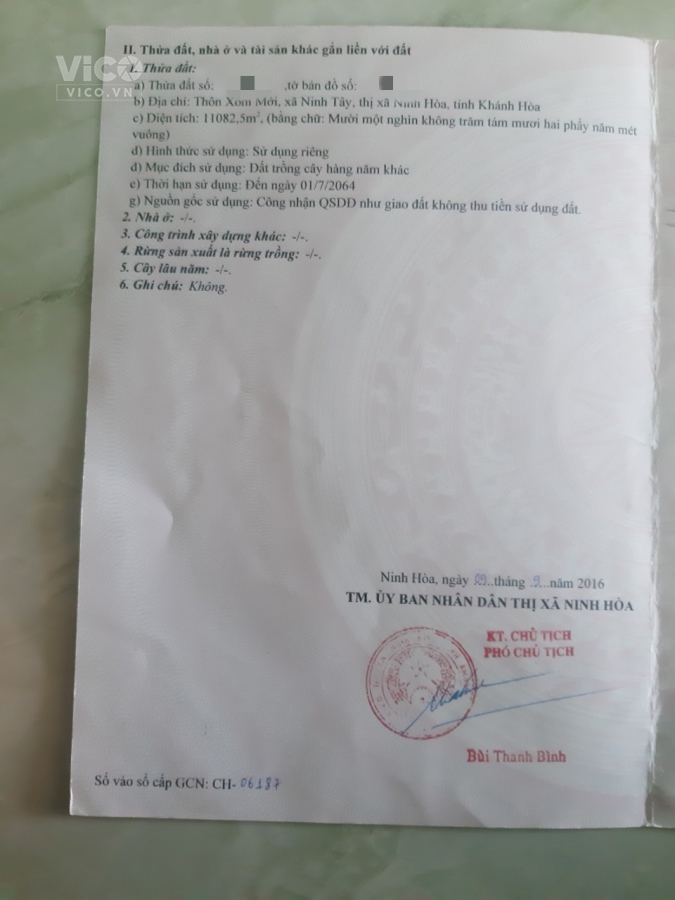 II. Thửa đất, nhà ở và tài sản khác gắn liền với đất
1. Thửa đất:
a) Thửa đất số: ,tờ bản đồ số:
b) Địa chỉ: Thôn Xóm Mới, xã Ninh Tây, thị xã Ninh Hòa, tỉnh Khánh Hòa
c) Diện tích: 11082,5m², (bằng chữ: Mười một nghìn không trăm tám mươi hai phẩy năm mét
vuông)
d) Hình thức sử dụng: Sử dụng riêng
đ) Mục đích sử dụng: Đất trồng cây hàng năm khác
e) Thời hạn sử dụng: Đến ngày 01/7/2064
g) Nguồn gốc sử dụng: Công nhận QSDĐ như giao đất không thu tiền sử dụng đất.
2. Nhà ở: -/-.
3. Công trình xây dựng khác: -/-.
4. Rừng sản xuất là rừng trồng: -/-.
5. Cây lâu năm: -/-.
6. Ghi chú: Không.
VICO
VICO.VN
Ninh Hòa, ngày 29..tháng .9...năm 2016
TM. ỦY BAN NHÂN DÂN THỊ XÃ NINH HÒA
KT. CHỦ TỊCH
PHÓ CHỦ TỊCH
Bùi Thanh Bình
Số vào sổ cấp GCN: CH- 06187